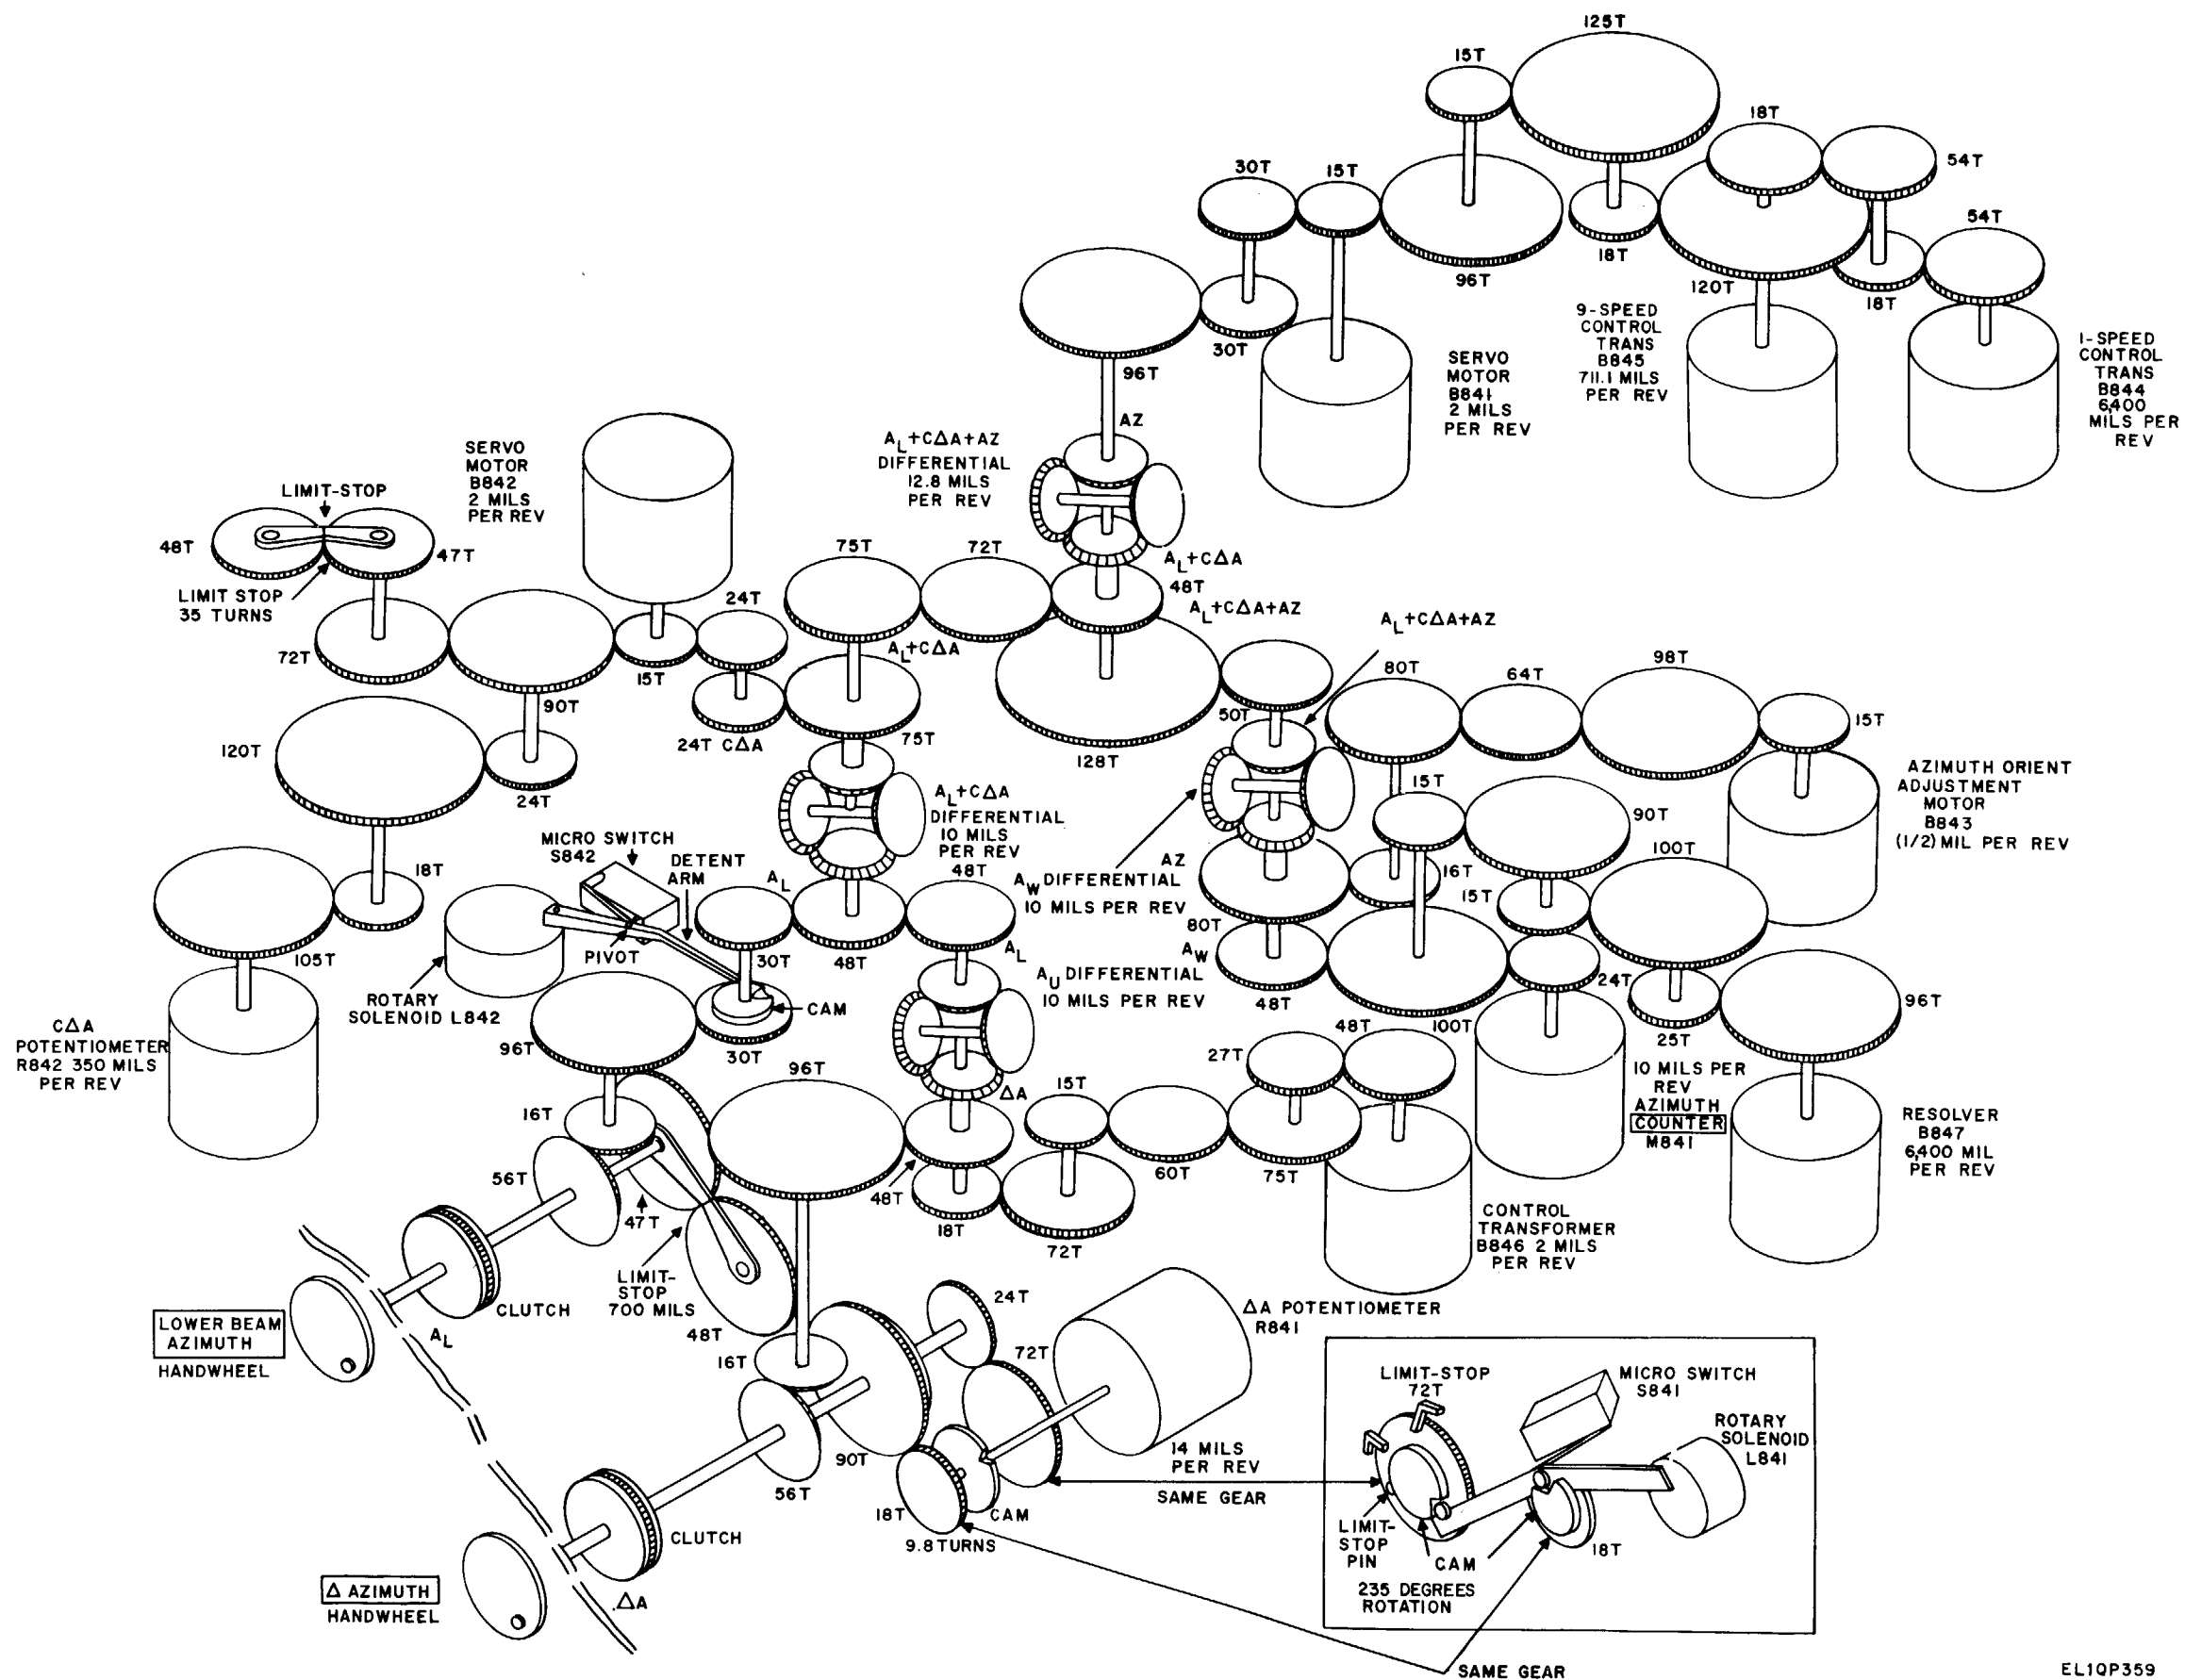 125T
15T
18T
54T
30T
15T
54T
18T
96T
120T
18T
30T
96T
9-SPEED
CONTROL
TRANS
B845
711.1 MILS
PER REV
SERVO
MOTOR
B841
2 MILS
PER REV
1-SPEED
CONTROL
TRANS
B844
6,400
MILS PER
REV
AZ
AL+CΔA+AZ
DIFFERENTIAL
12.8 MILS
PER REV
SERVO
MOTOR
B842
2 MILS
PER REV
LIMIT-STOP
48T
47T
LIMIT STOP
35 TURNS
75T
72T
AL+CΔA
48T
AL+CΔA+AZ
AL+CΔA+AZ
24T
AL+CΔA
72T
15T
90T
24T CΔA
75T
128T
50T
80T
64T
98T
15T
120T
24T
AL+CΔA
DIFFERENTIAL
10 MILS
PER REV
48T
AZIMUTH ORIENT
ADJUSTMENT
MOTOR
B843
(1/2) MIL PER REV
15T
90T
100T
MICRO SWITCH
S842
DETENT
ARM
AL
AZ
AW DIFFERENTIAL
10 MILS PER REV
16T
15T
18T
80T
AW
AU DIFFERENTIAL
10 MILS PER REV
105T
PIVOT
30T
48T
AL
48T
100T
24T
96T
ROTARY
SOLENOID L842
CAM
25T
CΔA
POTENTIOMETER
R842 350 MILS
PER REV
96T
30T
96T
48T
27T
15T
ΔA
10 MILS PER
REV
AZIMUTH
COUNTER
M841
RESOLVER
B847
6,400 MIL
PER REV
16T
56T
47T
48T
18T
72T
60T
75T
CONTROL
TRANSFORMER
B846 2 MILS
PER REV
LIMIT-
STOP
700 MILS
CLUTCH
48T
AL
LOWER BEAM
AZIMUTH
HANDWHEEL
24T
16T
72T
ΔA POTENTIOMETER
R841
90T
56T
18T
CAM
9.8 TURNS
14 MILS
PER REV
SAME GEAR
CLUTCH
ΔA
Δ AZIMUTH
HANDWHEEL
LIMIT-STOP
72T
MICRO SWITCH
S841
ROTARY
SOLENOID
L841
LIMIT-
STOP
PIN
CAM
18T
235 DEGREES
ROTATION
SAME GEAR
EL1QP359